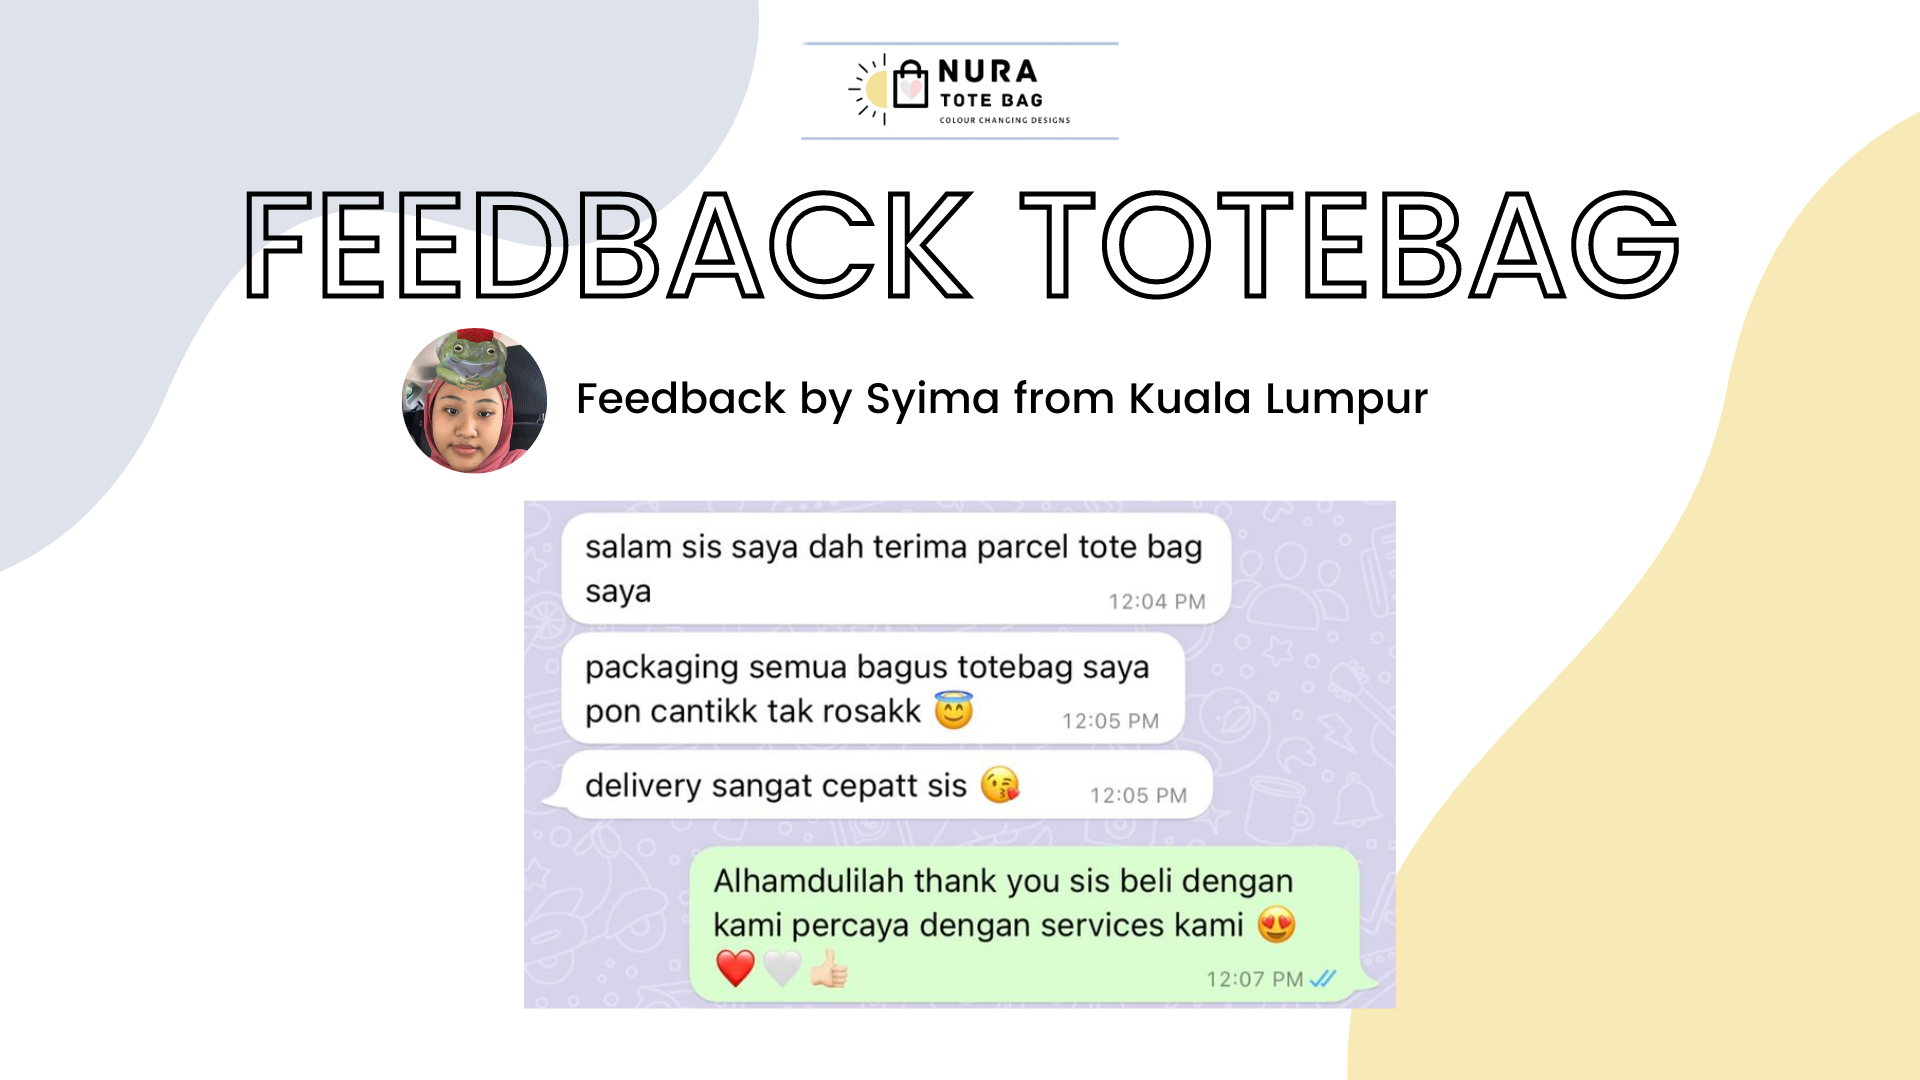 NURA
TOTE BAG
COLOUR CHANGING DESIGNS
FEEDBACK TOTEBAG
Feedback by Syima from Kuala Lumpur
salam sis saya dah terima parcel tote bag
saya
12:04 PM
packaging semua bagus totebag saya
pon cantikk tak rosakk 😇
12:05 PM
delivery sangat cepatt sis 😘
12:05 PM
Alhamdulilah thank you sis beli dengan
kami percaya dengan services kami 😍
❤️🤍👍🏻
12:07 PM